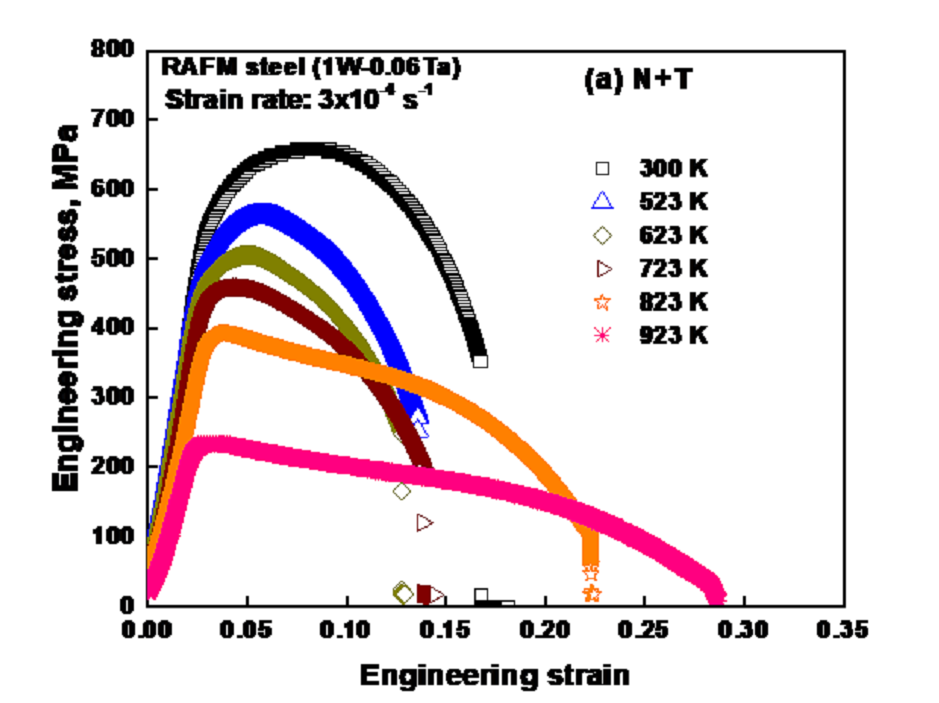 800
RAFM steel (1W-0.06Ta)
(a) N+T
Strain rate: 3x10⁻⁴ s⁻¹
700
300 K
600
523 K
623 K
500
723 K
823 K
400
923 K
300
200
100
0
0.00 0.05 0.10 0.15 0.20 0.25 0.30 0.35
Engineering stress, MPa
Engineering strain